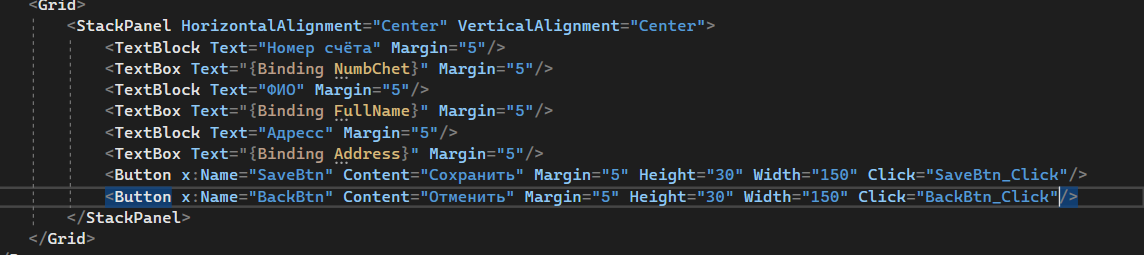 <Grid>
<StackPanel HorizontalAlignment="Center" VerticalAlignment="Center">
<TextBlock Text="Номер счёта" Margin="5"/>
<TextBox Text="{Binding NumbChet}" Margin="5"/>
<TextBlock Text="ФИО" Margin="5"/>
<TextBox Text="{Binding FullName}" Margin="5"/>
<TextBlock Text="Адресс" Margin="5"/>
<TextBox Text="{Binding Address}" Margin="5"/>
<Button x:Name="SaveBtn" Content="Сохранить" Margin="5" Height="30" Width="150" Click="SaveBtn_Click"/>
<Button x:Name="BackBtn" Content="Отменить" Margin="5" Height="30" Width="150" Click="BackBtn_Click"/>
</StackPanel>
</Grid>